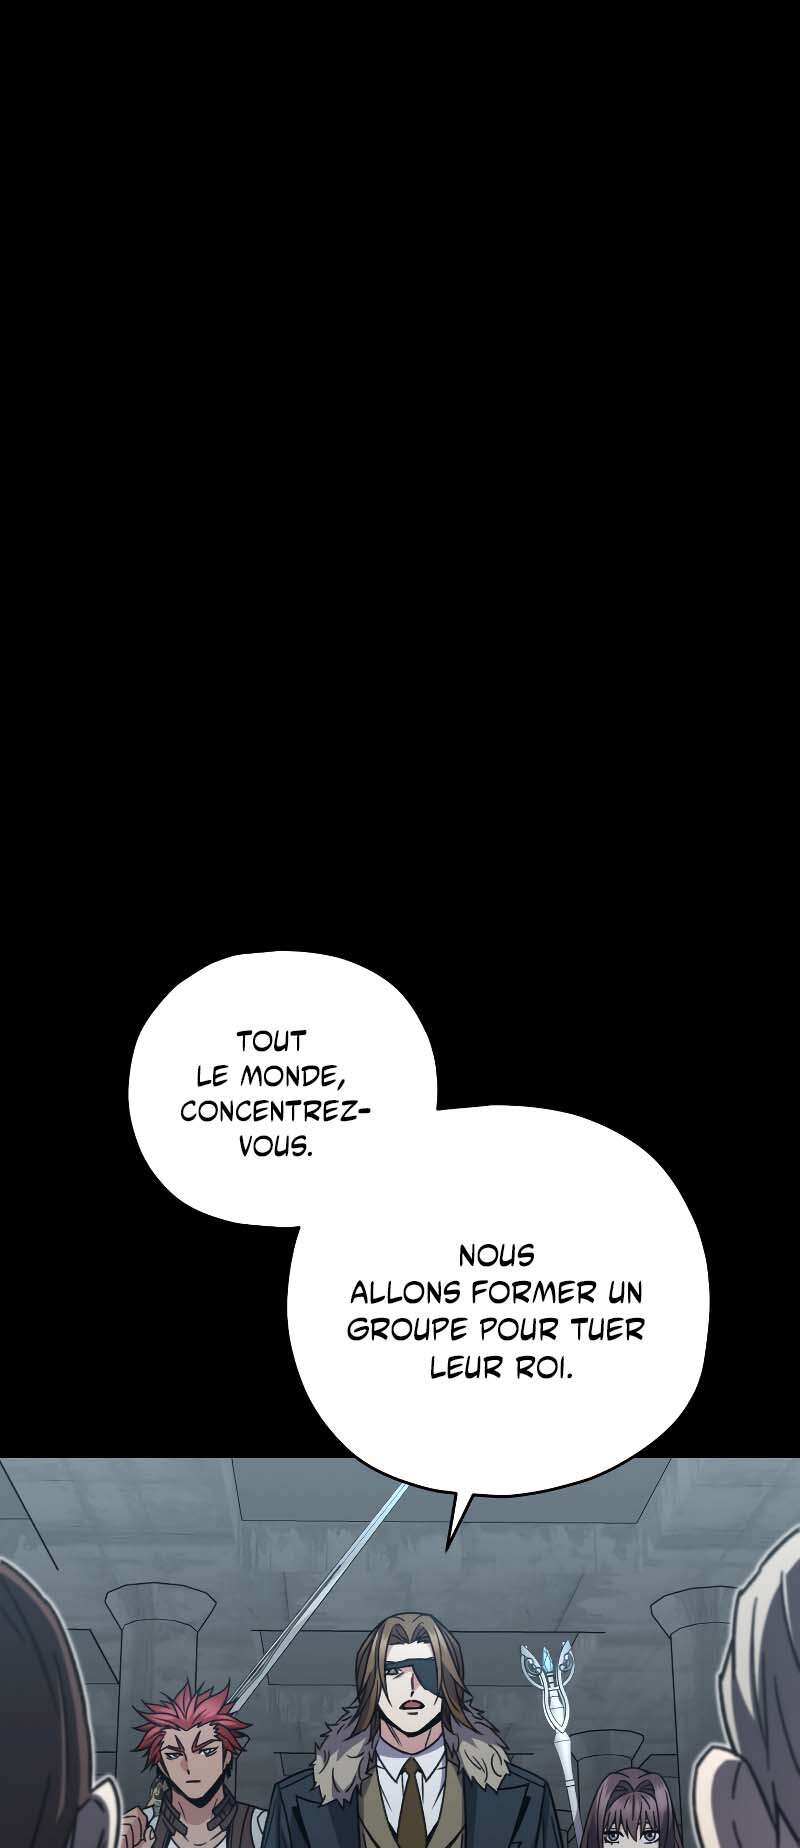 TOUT
LE MONDE,
CONCENTREZ-
VOUS.
NOUS
ALLONS FORMER UN
GROUPE POUR TUER
LEUR ROI.